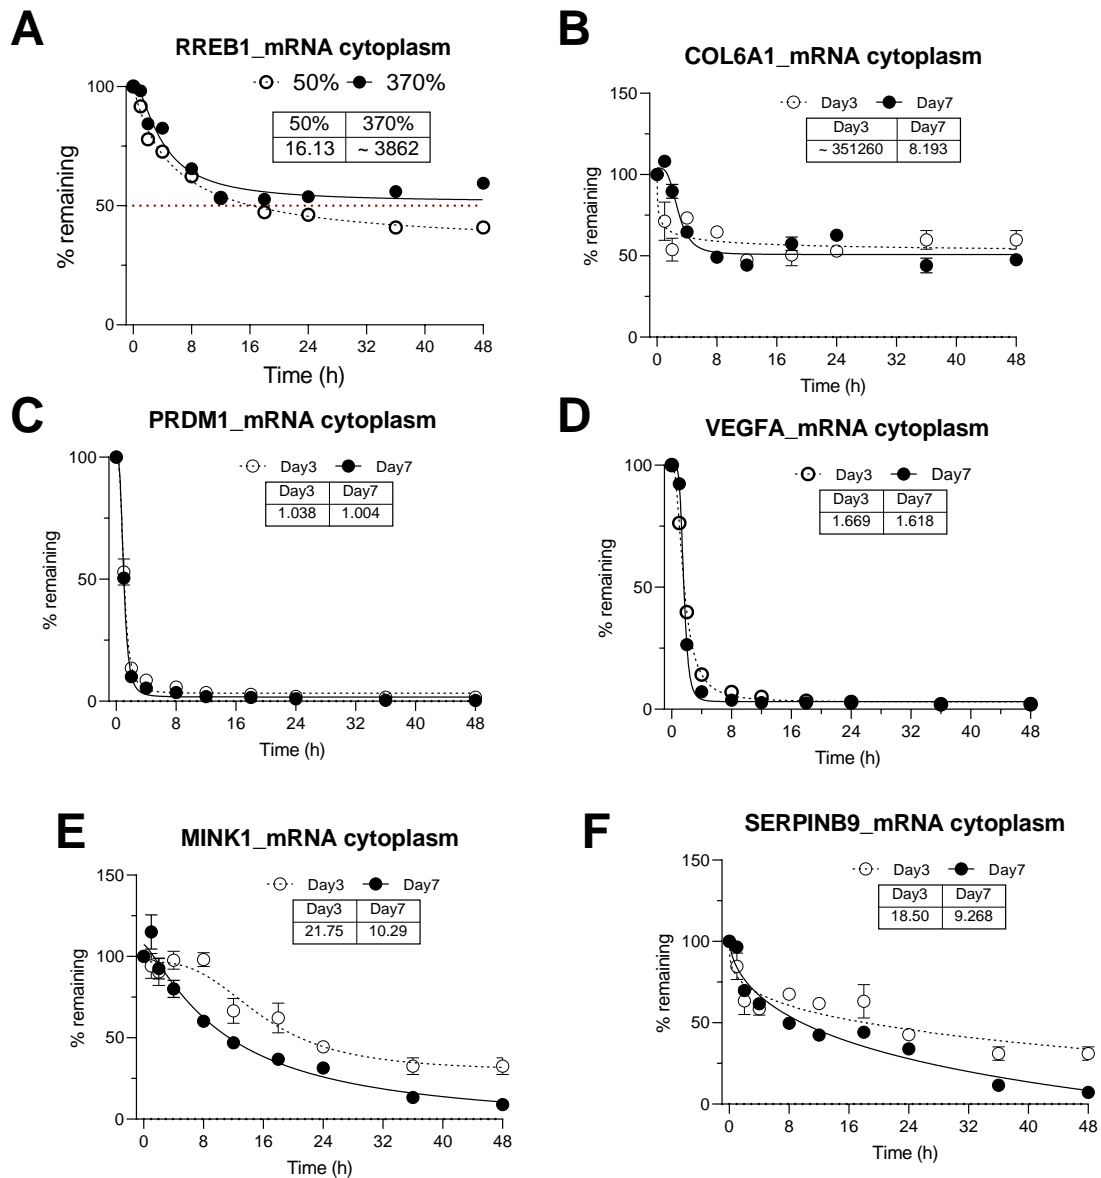 A
RREB1_mRNA cytoplasm
50% 370%
50% 370%
16.13 ~ 3862
% remaining
100
50
0
0 8 16 24 32 40 48
Time (h)
B
COL6A1_mRNA cytoplasm
Day3 Day7
Day3 Day7
~ 351260 8.193
% remaining
150
100
50
0
0 8 16 24 32 40 48
Time (h)
C
PRDM1_mRNA cytoplasm
Day3 Day7
Day3 Day7
1.038 1.004
% remaining
100
50
0
0 8 16 24 32 40 48
Time (h)
D
VEGFA_mRNA cytoplasm
Day3 Day7
Day3 Day7
1.669 1.618
% remaining
100
50
0
0 8 16 24 32 40 48
Time (h)
E
MINK1_mRNA cytoplasm
Day3 Day7
Day3 Day7
21.75 10.29
% remaining
150
100
50
0
0 8 16 24 32 40 48
Time (h)
F
SERPINB9_mRNA cytoplasm
Day3 Day7
Day3 Day7
18.50 9.268
% remaining
150
100
50
0
0 8 16 24 32 40 48
Time (h)